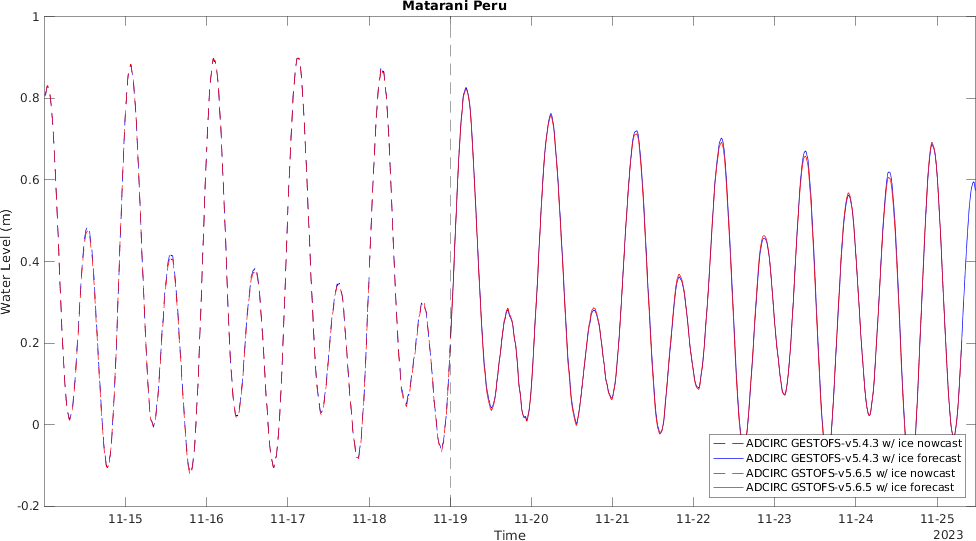 Matarani Peru
1
0.8
0.6
0.4
0.2
0
-0.2
Water Level (m)
11-15 11-16 11-17 11-18 11-19 11-20 11-21 11-22 11-23 11-24 11-25
2023
Time
ADCIRC GESTOFS-v5.4.3 w/ ice nowcast
ADCIRC GESTOFS-v5.4.3 w/ ice forecast
ADCIRC GSTOFS-v5.6.5 w/ ice nowcast
ADCIRC GSTOFS-v5.6.5 w/ ice forecast